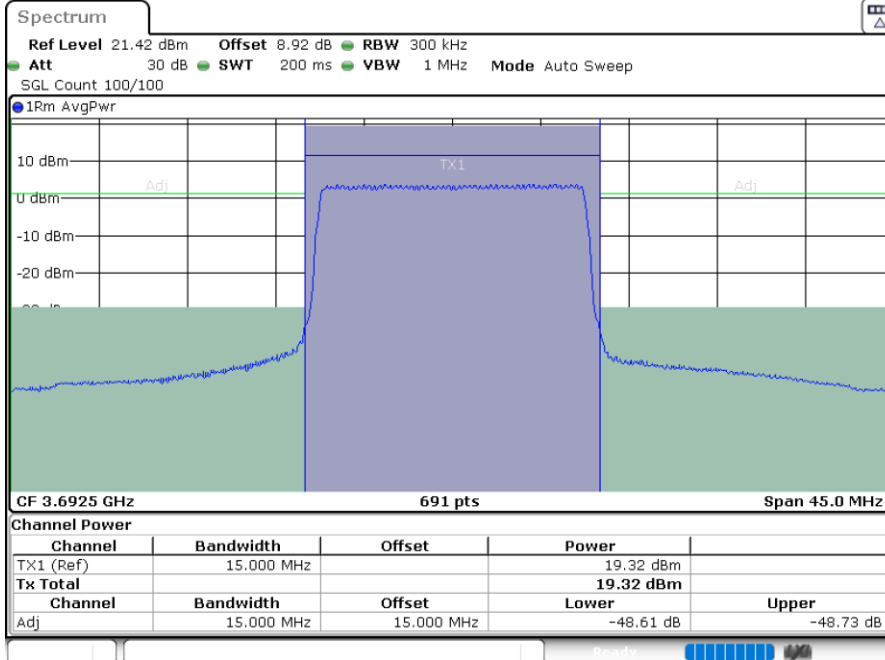 Spectrum
Ref Level 21.42 dBm Offset 8.92 dB RBW 300 kHz
Att 30 dB SWT 200 ms VBW 1 MHz Mode Auto Sweep
SGL Count 100/100
1Rm AvgPwr
10 dBm
TX1
Adj Adj
0 dBm
-10 dBm
-20 dBm
CF 3.6925 GHz 691 pts Span 45.0 MHz
Channel Power
Channel Bandwidth Offset Power
TX1 (Ref) 15.000 MHz 19.32 dBm
Tx Total 19.32 dBm
Channel Bandwidth Offset Lower Upper
Adj 15.000 MHz 15.000 MHz -48.61 dB -48.73 dB
Ready